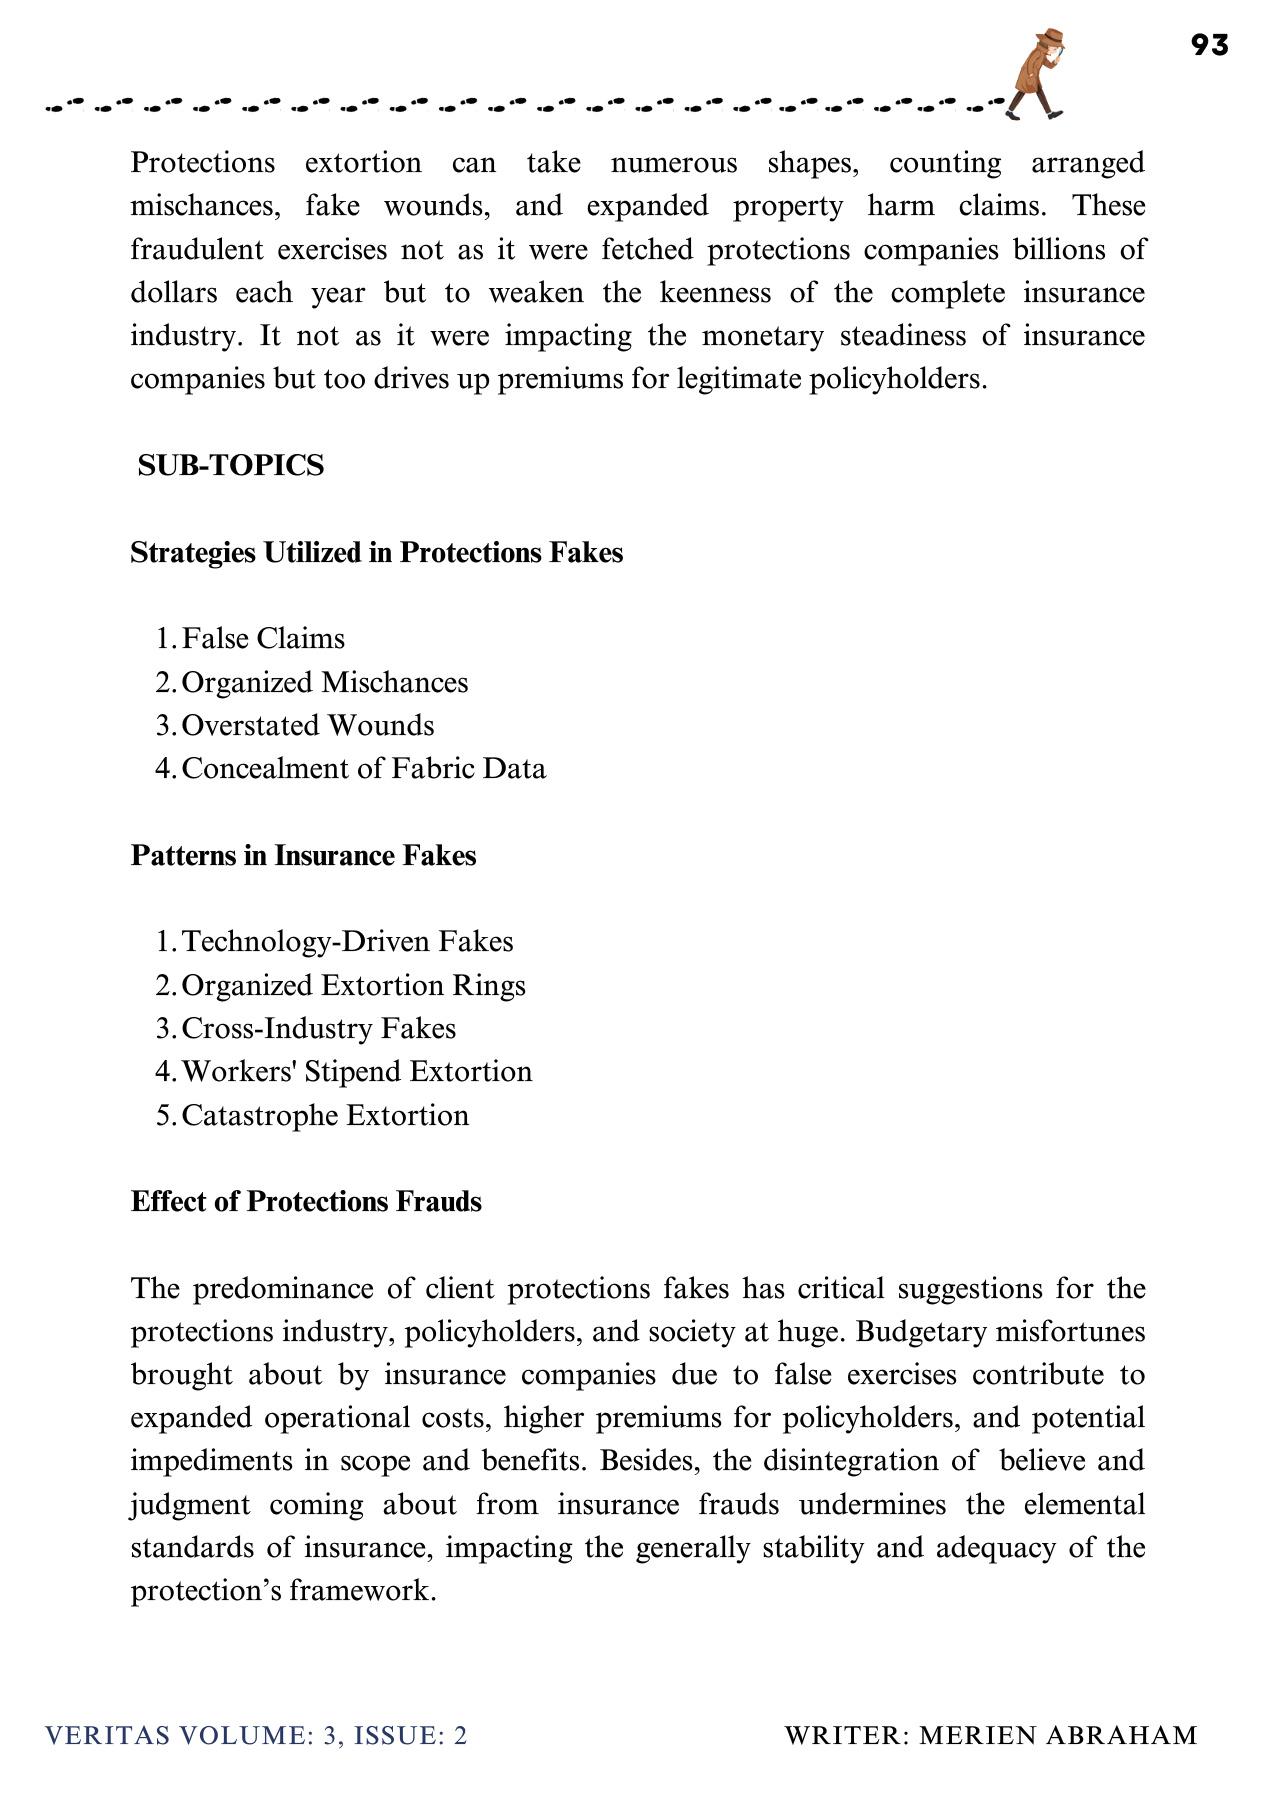 93
Protections extortion can take numerous shapes, counting arranged
mischances, fake wounds, and expanded property harm claims. These
fraudulent exercises not as it were fetched protections companies billions of
dollars each year but to weaken the keenness of the complete insurance
industry. It not as it were impacting the monetary steadiness of insurance
companies but too drives up premiums for legitimate policyholders.
SUB-TOPICS
Strategies Utilized in Protections Fakes
1. False Claims
2. Organized Mischances
3. Overstated Wounds
4. Concealment of Fabric Data
Patterns in Insurance Fakes
1. Technology-Driven Fakes
2. Organized Extortion Rings
3. Cross-Industry Fakes
4. Workers' Stipend Extortion
5. Catastrophe Extortion
Effect of Protections Frauds
The predominance of client protections fakes has critical suggestions for the
protections industry, policyholders, and society at huge. Budgetary misfortunes
brought about by insurance companies due to false exercises contribute to
expanded operational costs, higher premiums for policyholders, and potential
impediments in scope and benefits. Besides, the disintegration of believe and
judgment coming about from insurance frauds undermines the elemental
standards of insurance, impacting the generally stability and adequacy of the
protection’s framework.
VERITAS VOLUME: 3, ISSUE: 2
WRITER: MERIEN ABRAHAM